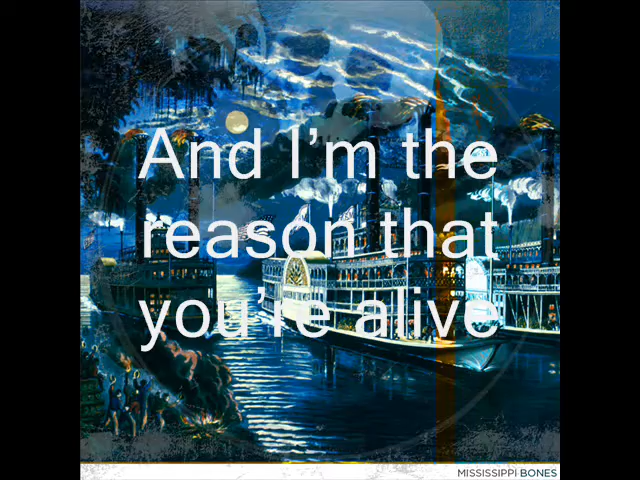 And I’m the
reason that
you’re alive
MISSISSIPPI BONES